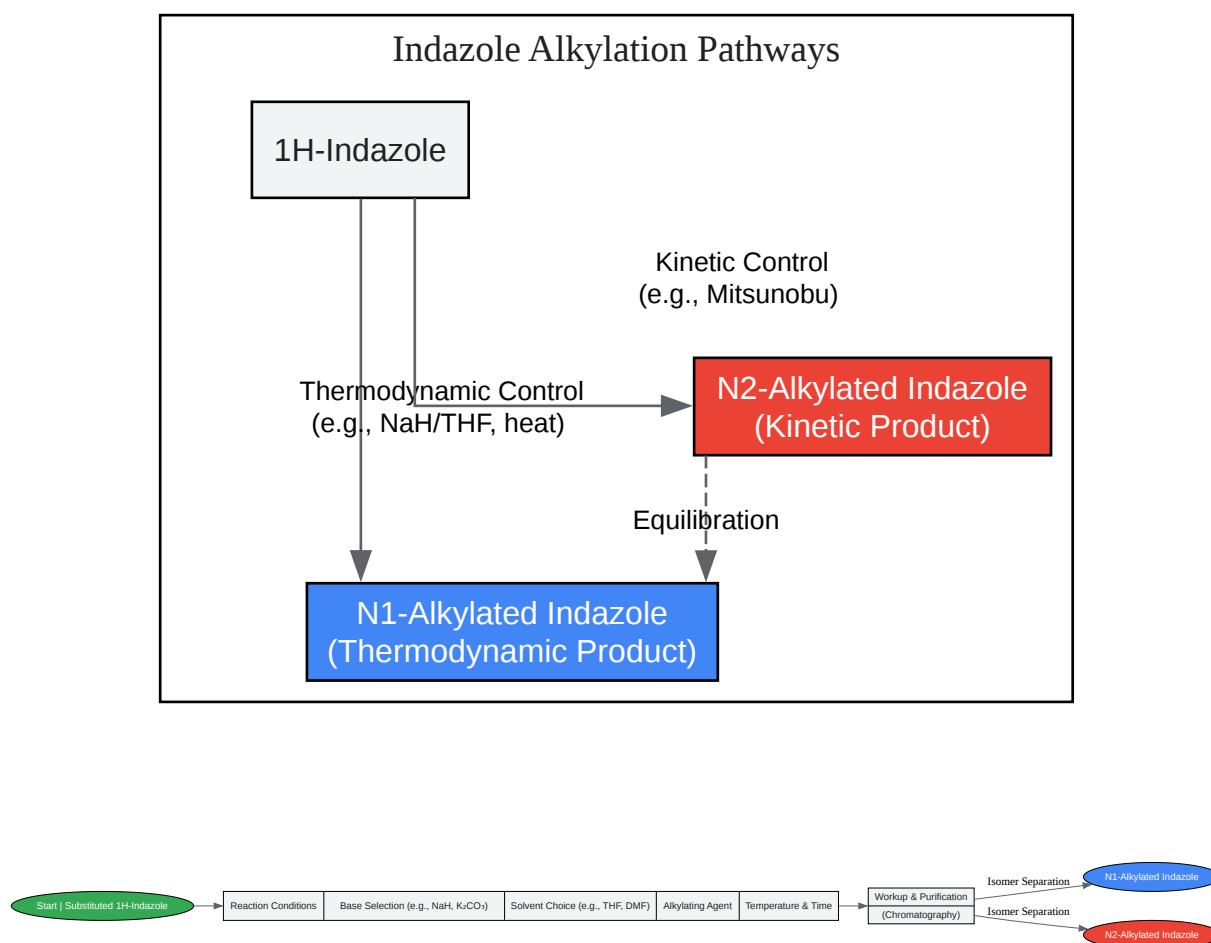 Indazole Alkylation Pathways
1H-Indazole
Kinetic Control
(e.g., Mitsunobu)
Thermodynamic Control
(e.g., NaH/THF, heat)
N2-Alkylated Indazole
(Kinetic Product)
Equilibration
N1-Alkylated Indazole
(Thermodynamic Product)
Start | Substituted 1H-Indazole
Reaction Conditions
Base Selection (e.g., NaH, K₂CO₃)
Solvent Choice (e.g., THF, DMF)
Alkylating Agent
Temperature & Time
Workup & Purification
(Chromatography)
Isomer Separation
N1-Alkylated Indazole
Isomer Separation
N2-Alkylated Indazole